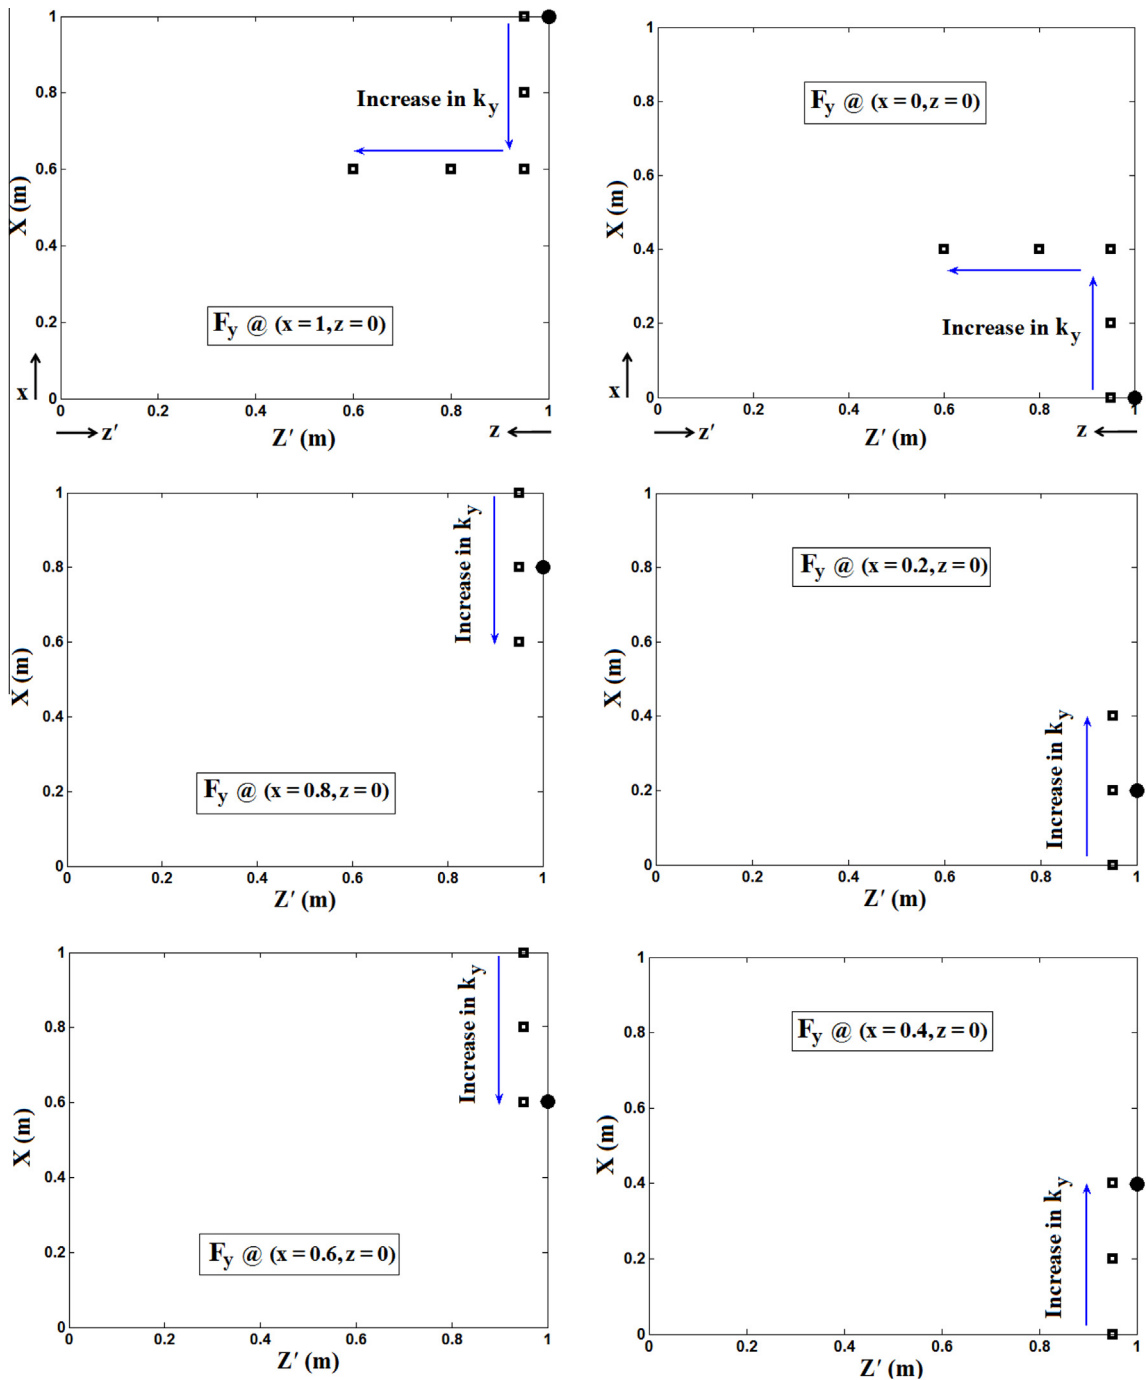 1
0.8
0.6
0.4
0.2
0
X (m)
x
Increase in ky
Fy @ (x = 1, z = 0)
0 0.2 0.4 0.6 0.8 1
z′ Z′ (m) z
1
0.8
0.6
0.4
0.2
0
X (m)
x
Fy @ (x = 0, z = 0)
Increase in ky
0 0.2 0.4 0.6 0.8 1
z′ Z′ (m) z
1
0.8
0.6
0.4
0.2
0
X (m)
Increase in ky
Fy @ (x = 0.8, z = 0)
0 0.2 0.4 0.6 0.8 1
Z′ (m)
1
0.8
0.6
0.4
0.2
0
X (m)
Fy @ (x = 0.2, z = 0)
Increase in ky
0 0.2 0.4 0.6 0.8 1
Z′ (m)
1
0.8
0.6
0.4
0.2
0
X (m)
Increase in ky
Fy @ (x = 0.6, z = 0)
0 0.2 0.4 0.6 0.8 1
Z′ (m)
1
0.8
0.6
0.4
0.2
0
X (m)
Fy @ (x = 0.4, z = 0)
Increase in ky
0 0.2 0.4 0.6 0.8 1
Z′ (m)